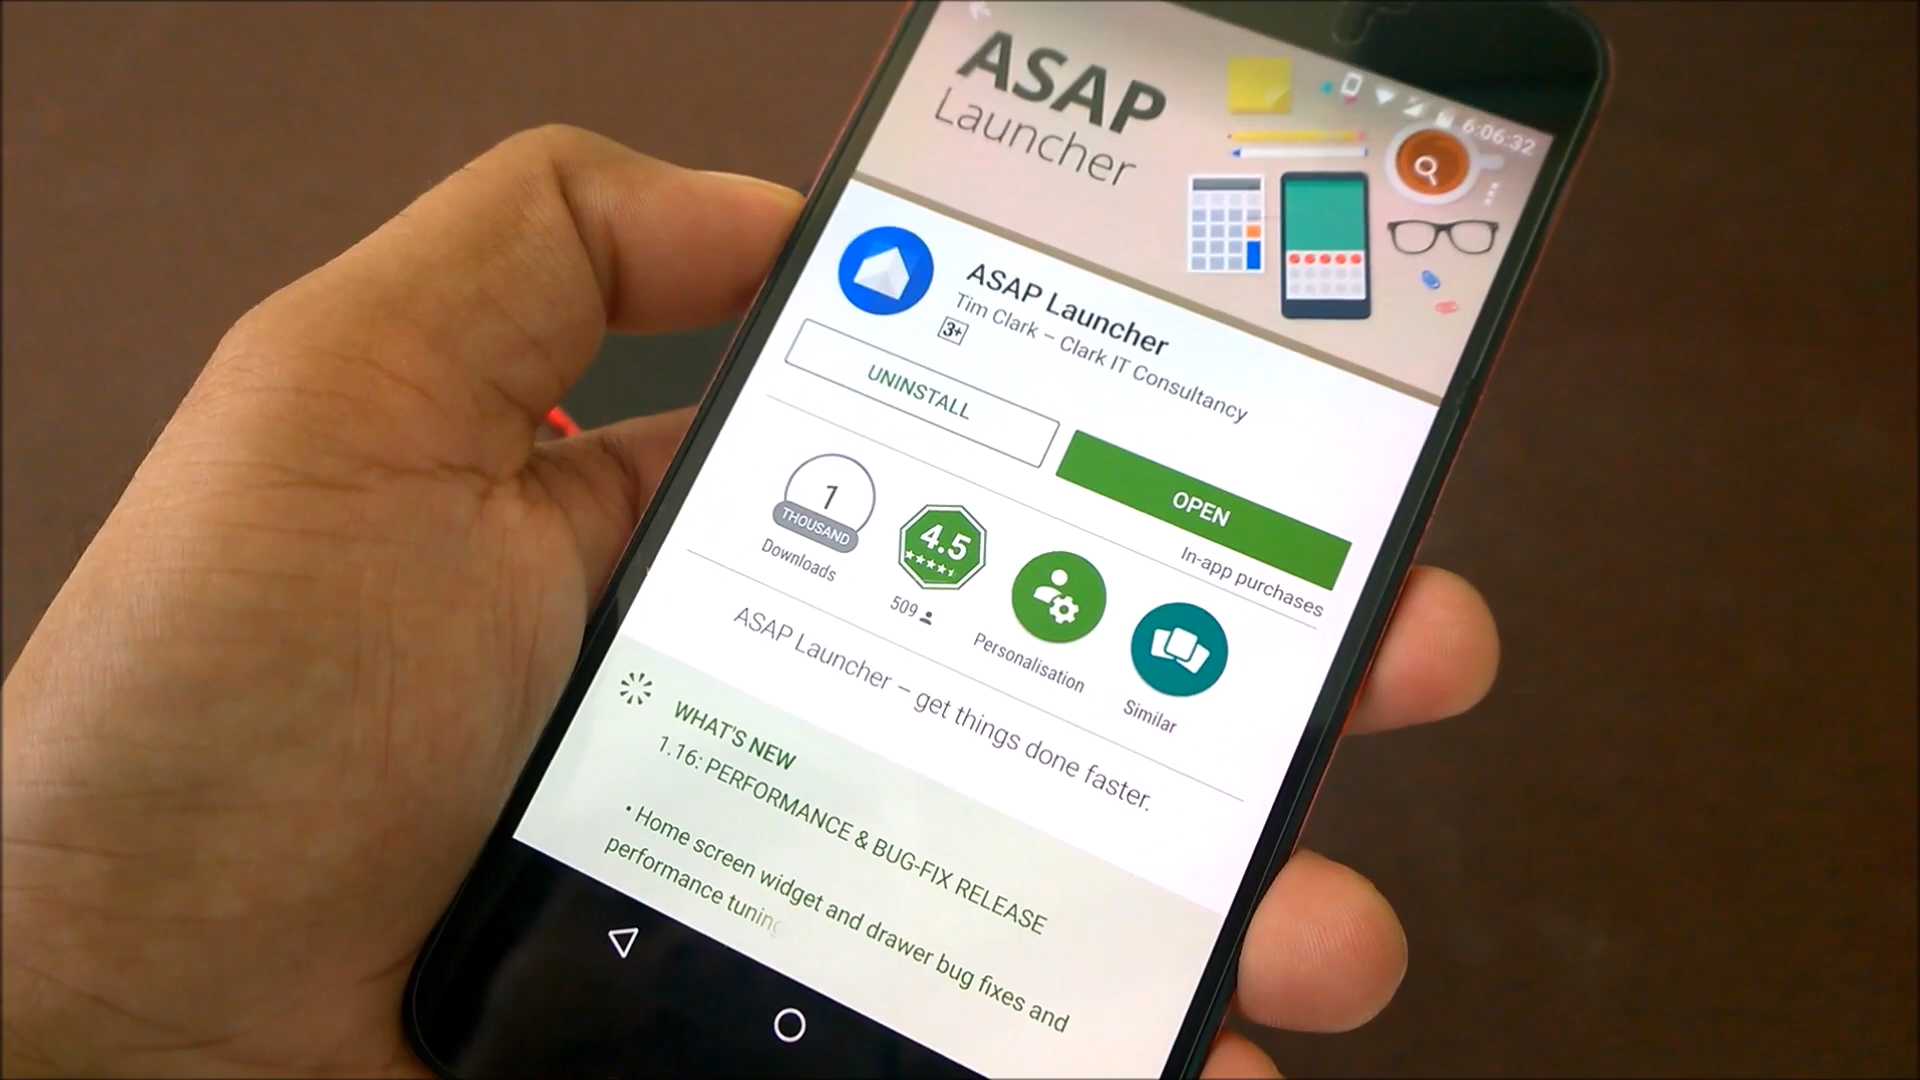 ASAP
Launcher
6:06:32
ASAP Launcher
Tim Clark – Clark IT Consultancy
3+
UNINSTALL
OPEN
In-app purchases
1
THOUSAND
Downloads
4.5
509
Personalisation
Similar
ASAP Launcher – get things done faster.
WHAT'S NEW
1.16: PERFORMANCE & BUG-FIX RELEASE
• Home screen widget and drawer bug fixes and
performance tuning